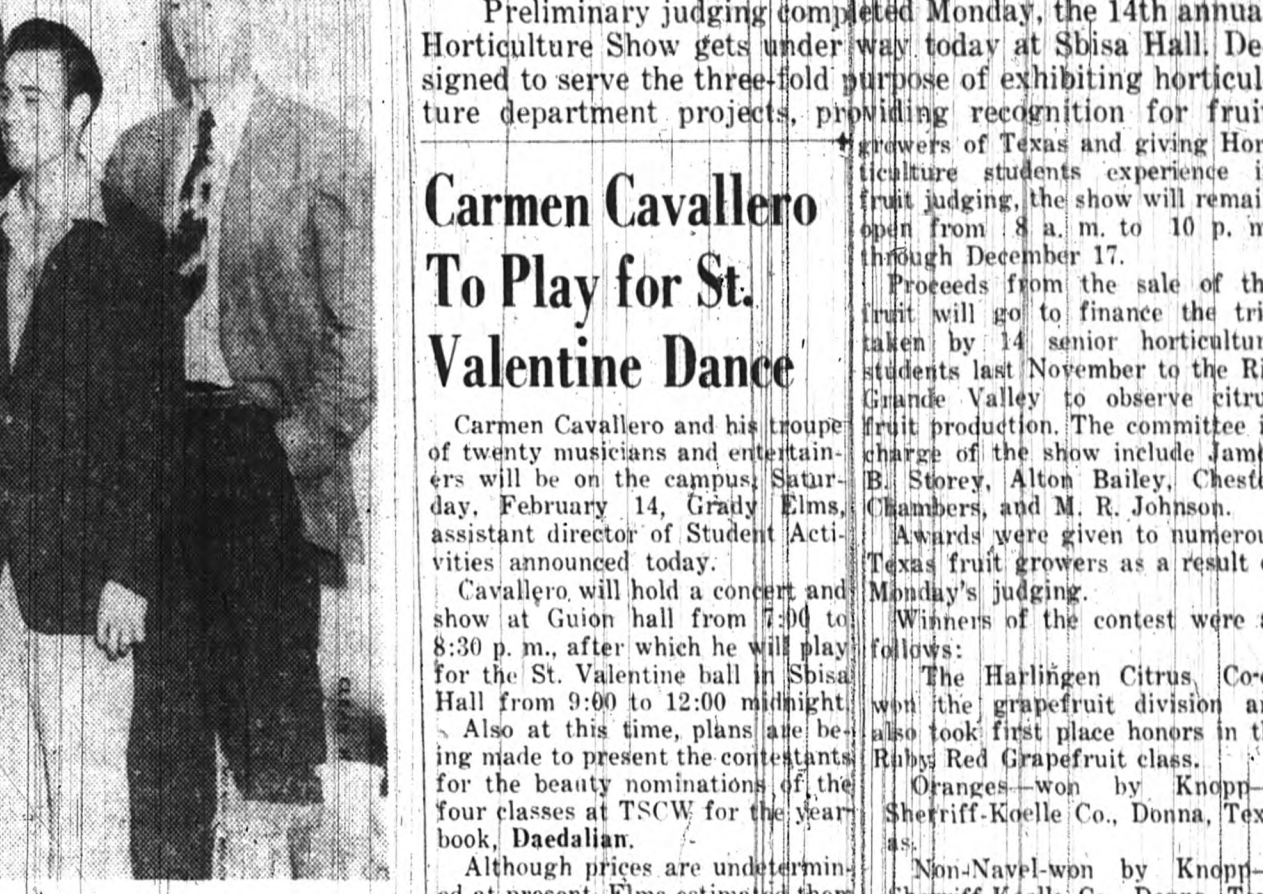 Preliminary judging completed Monday, the 14th annua
Horticulture Show gets under way today at Sbisa Hall. De-
signed to serve the three-fold purpose of exhibiting horticul-
ture department projects, providing recognition for frui
growers of Texas and giving Hor
ticulture students experience i
fruit judging, the show will remai
open from 8 a. m. to 10 p. m
through December 17.
Proceeds from the sale of th
fruit will go to finance the tri
taken by 14 senior horticultur
students last November to the Ri
Grande Valley to observe citru
fruit production. The committee i
charge of the show include Jam
B. Storey, Alton Bailey, Chest
Chambers, and M. R. Johnson.
Awards were given to numerou
Texas fruit growers as a result
Monday's judging.
Winners of the contest were
follows:
The Harlingen Citrus Co-
won the grapefruit division a
also took first place honors in t
Ruby Red Grapefruit class.
Oranges—won by Knopp-
Sherriff-Koelle Co., Donna, Tex
as.
Non-Navel-won by Knopp-
Carmen Cavallero
To Play for St.
Valentine Dance
Carmen Cavallero and his troupe
of twenty musicians and entertain-
ers will be on the campus Satur-
day, February 14, Grady Elms,
assistant director of Student Acti-
vities announced today.
Cavallero will hold a concert and
show at Guion hall from 7:00 to
8:30 p. m., after which he will play
for the St. Valentine ball in Sbisa
Hall from 9:00 to 12:00 midnight.
Also at this time, plans are be-
ing made to present the contestants
for the beauty nominations of the
four classes at TSCW for the year-
book, Daedalian.
Although prices are undetermin-